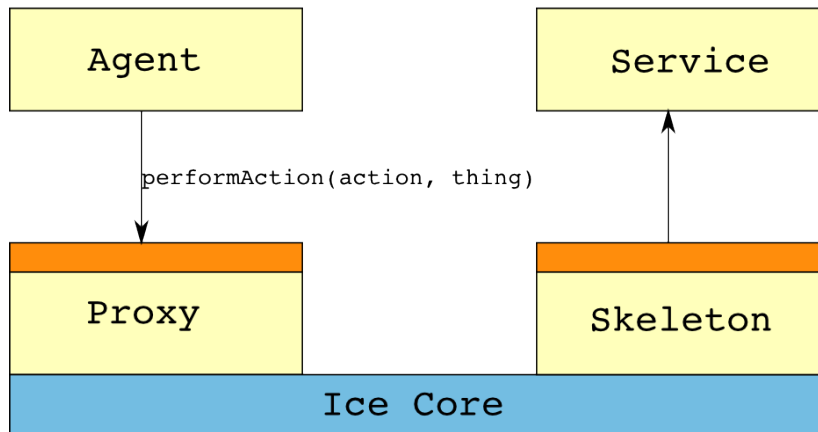 Agent
Service
performAction(action, thing)
Proxy
Skeleton
Ice Core